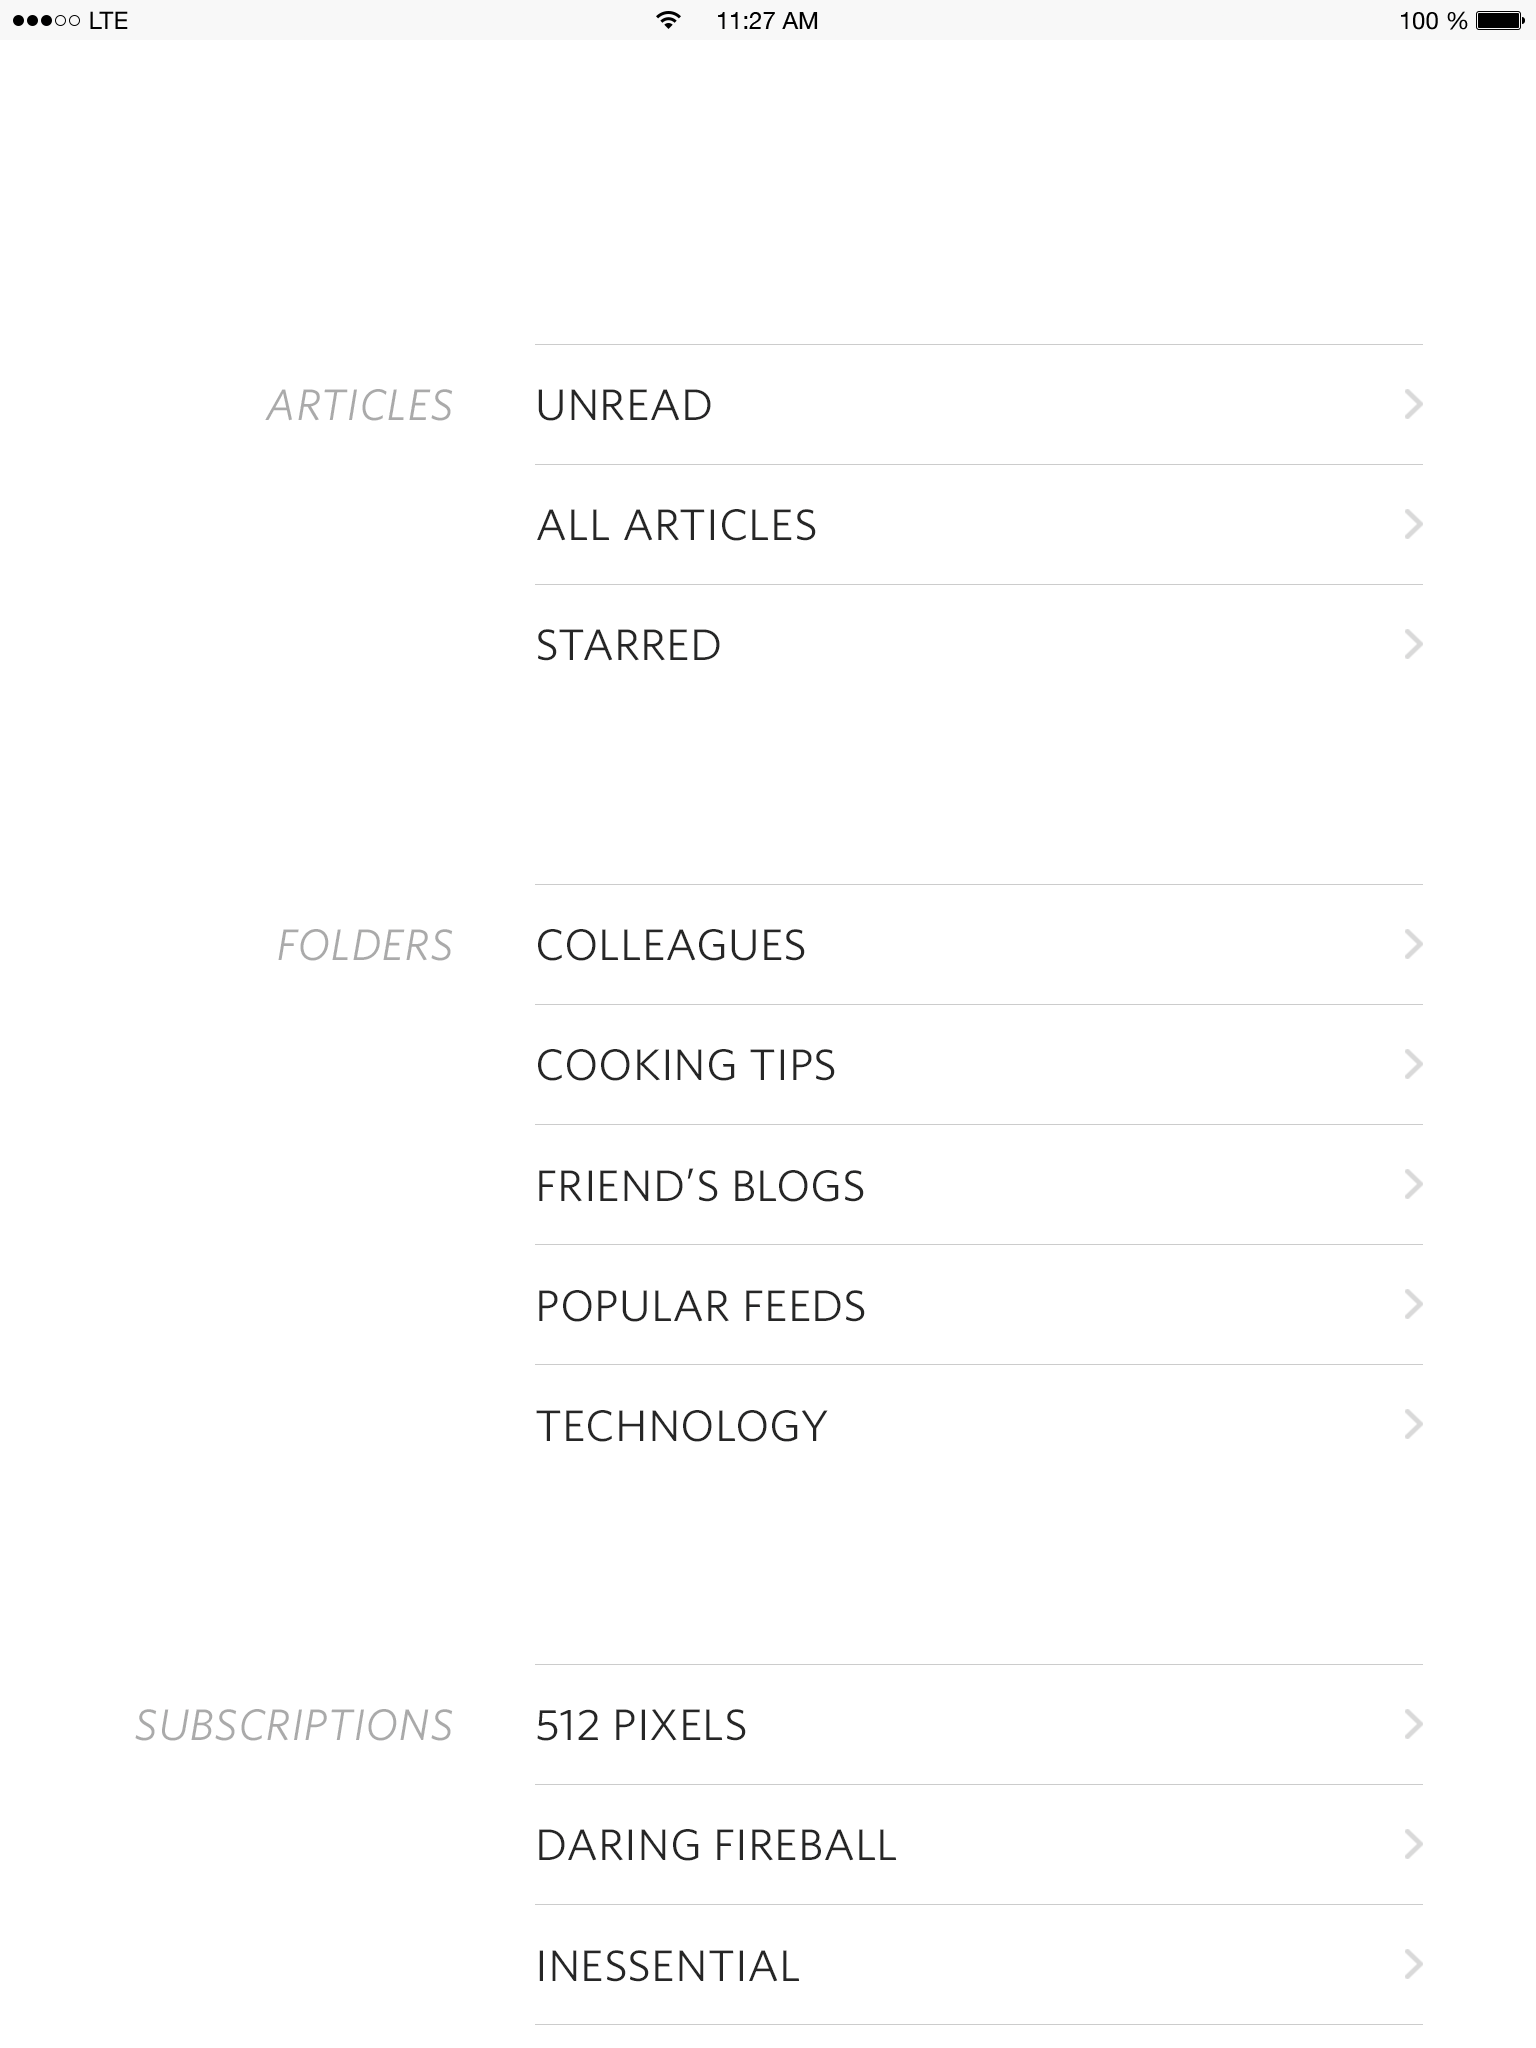 LTE 11:27 AM 100 %
ARTICLES UNREAD
ALL ARTICLES
STARRED
FOLDERS COLLEAGUES
COOKING TIPS
FRIEND’S BLOGS
POPULAR FEEDS
TECHNOLOGY
SUBSCRIPTIONS 512 PIXELS
DARING FIREBALL
INESSENTIAL